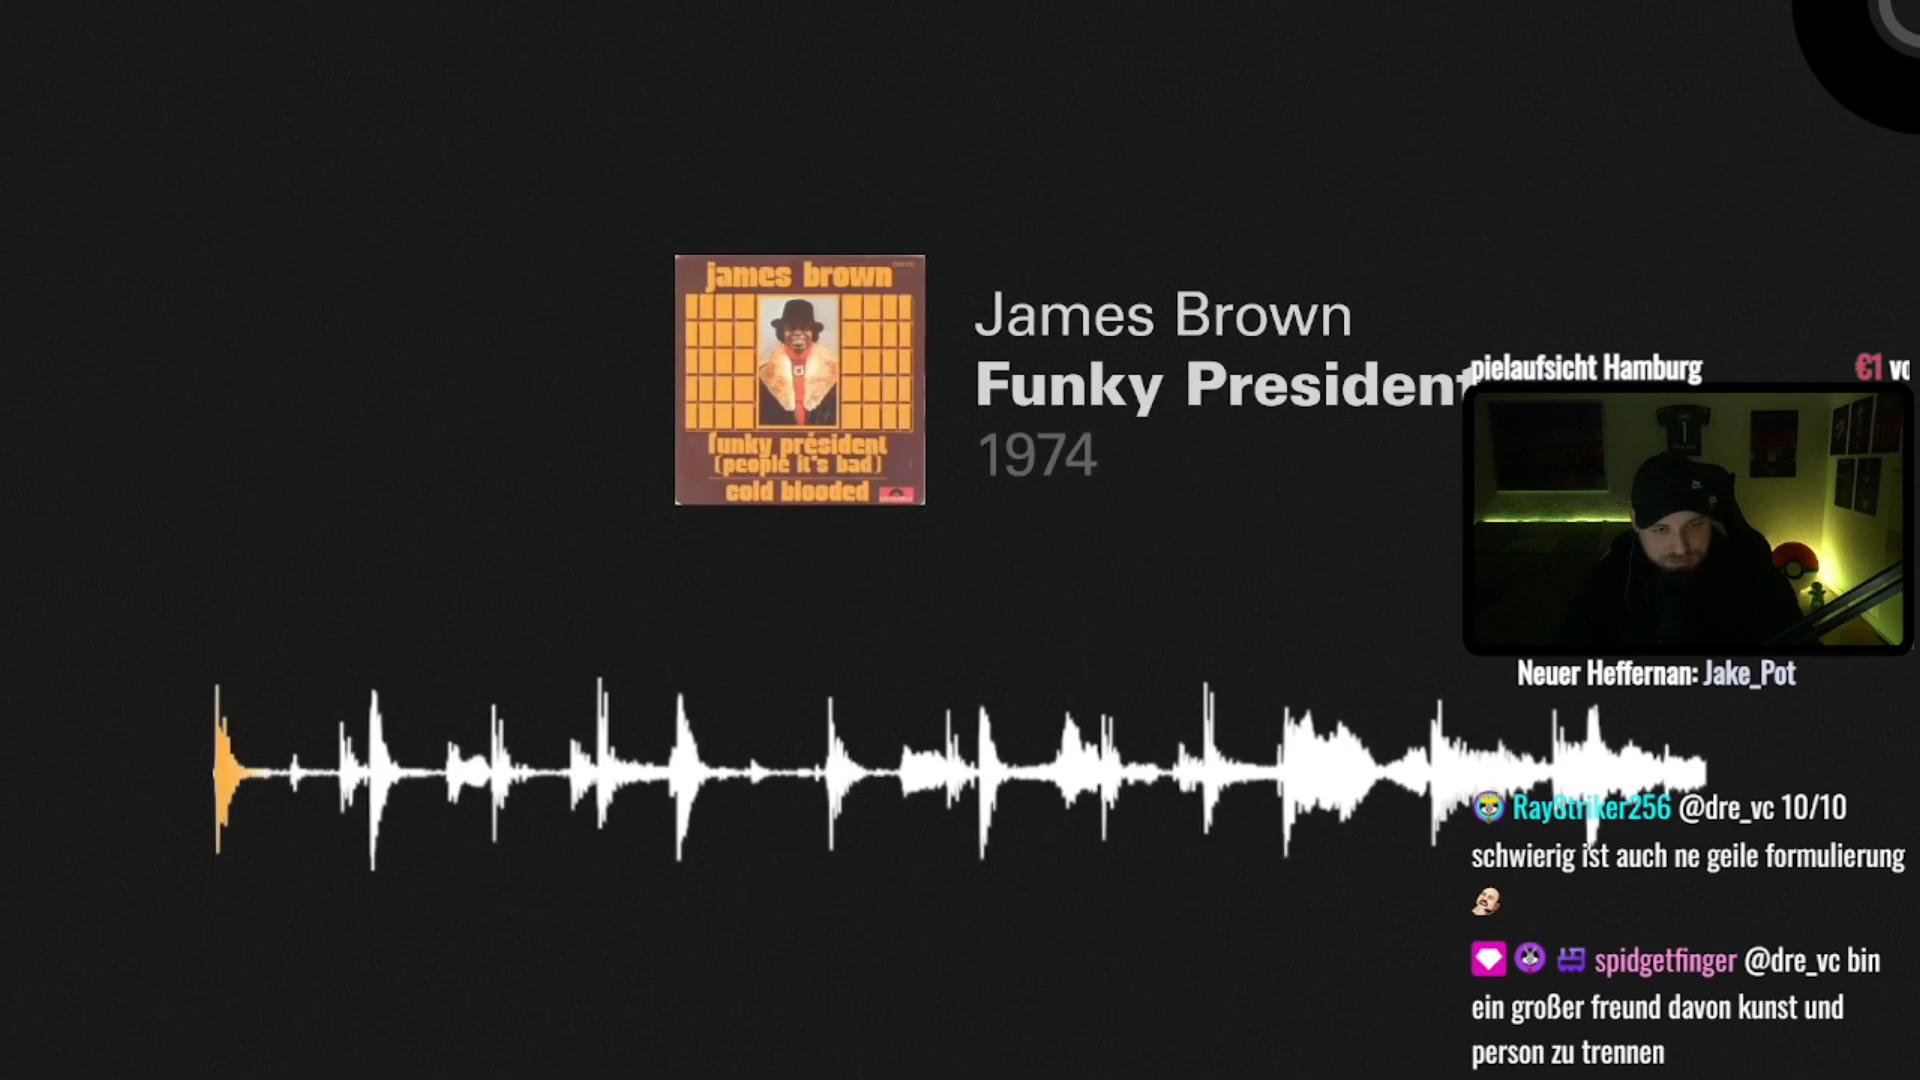 james brown
funky président
(people it's bad)
cold blooded
James Brown
Funky President
1974
pielaufsicht Hamburg
€1 vo
Neuer Heffernan: Jake_Pot
RayStriker256 @dre_vc 10/10
schwierig ist auch ne geile formulierung
spidgetfinger @dre_vc bin
ein großer freund davon kunst und
person zu trennen